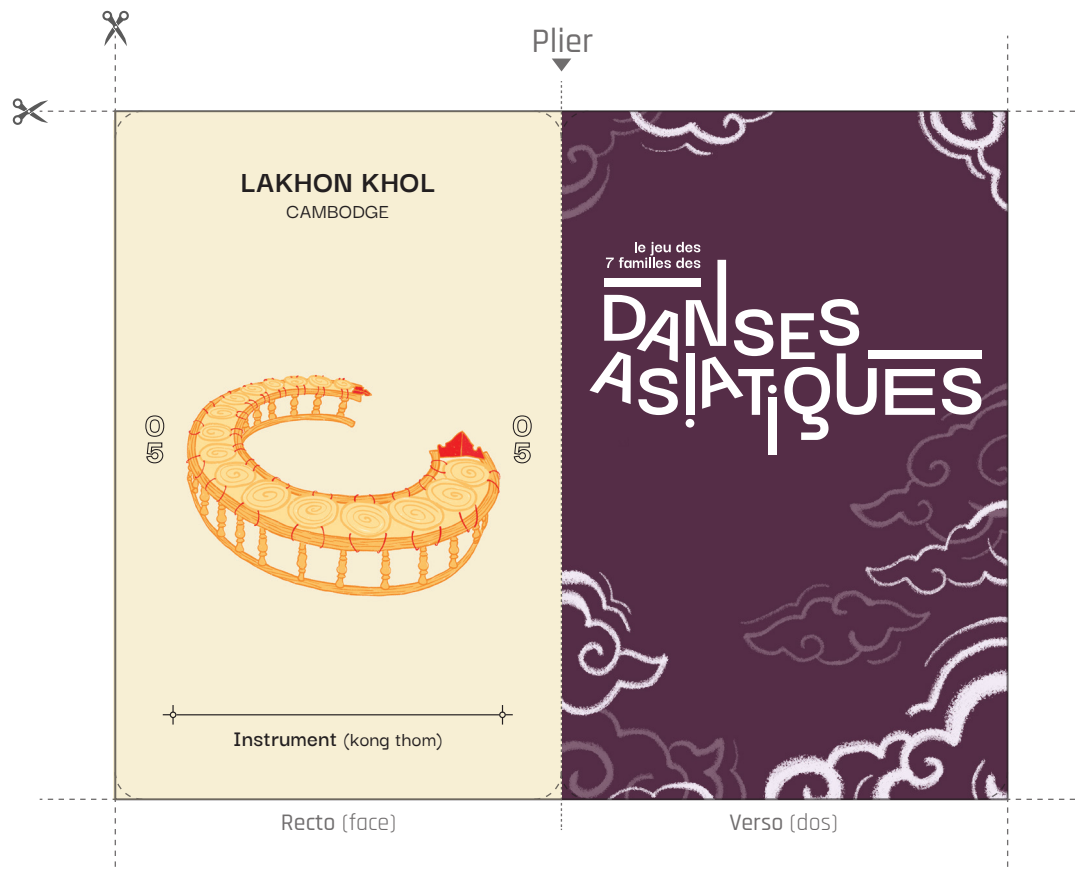 Plier
LAKHON KHOL
CAMBODGE
05
05
Instrument (kong thom)
le jeu des
7 familles des
DANSES
ASIATIQUES
Recto (face)
Verso (dos)